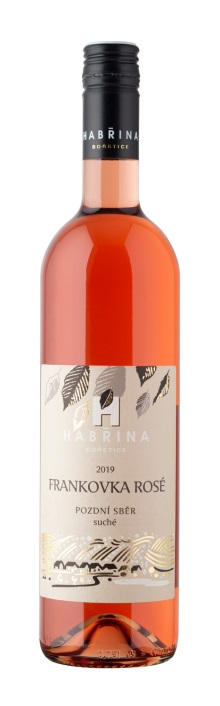 HABŘINA
BOŘETICE
H
HABŘINA
BOŘETICE
2019
FRANKOVKA ROSÉ
POZDNÍ SBĚR
suché